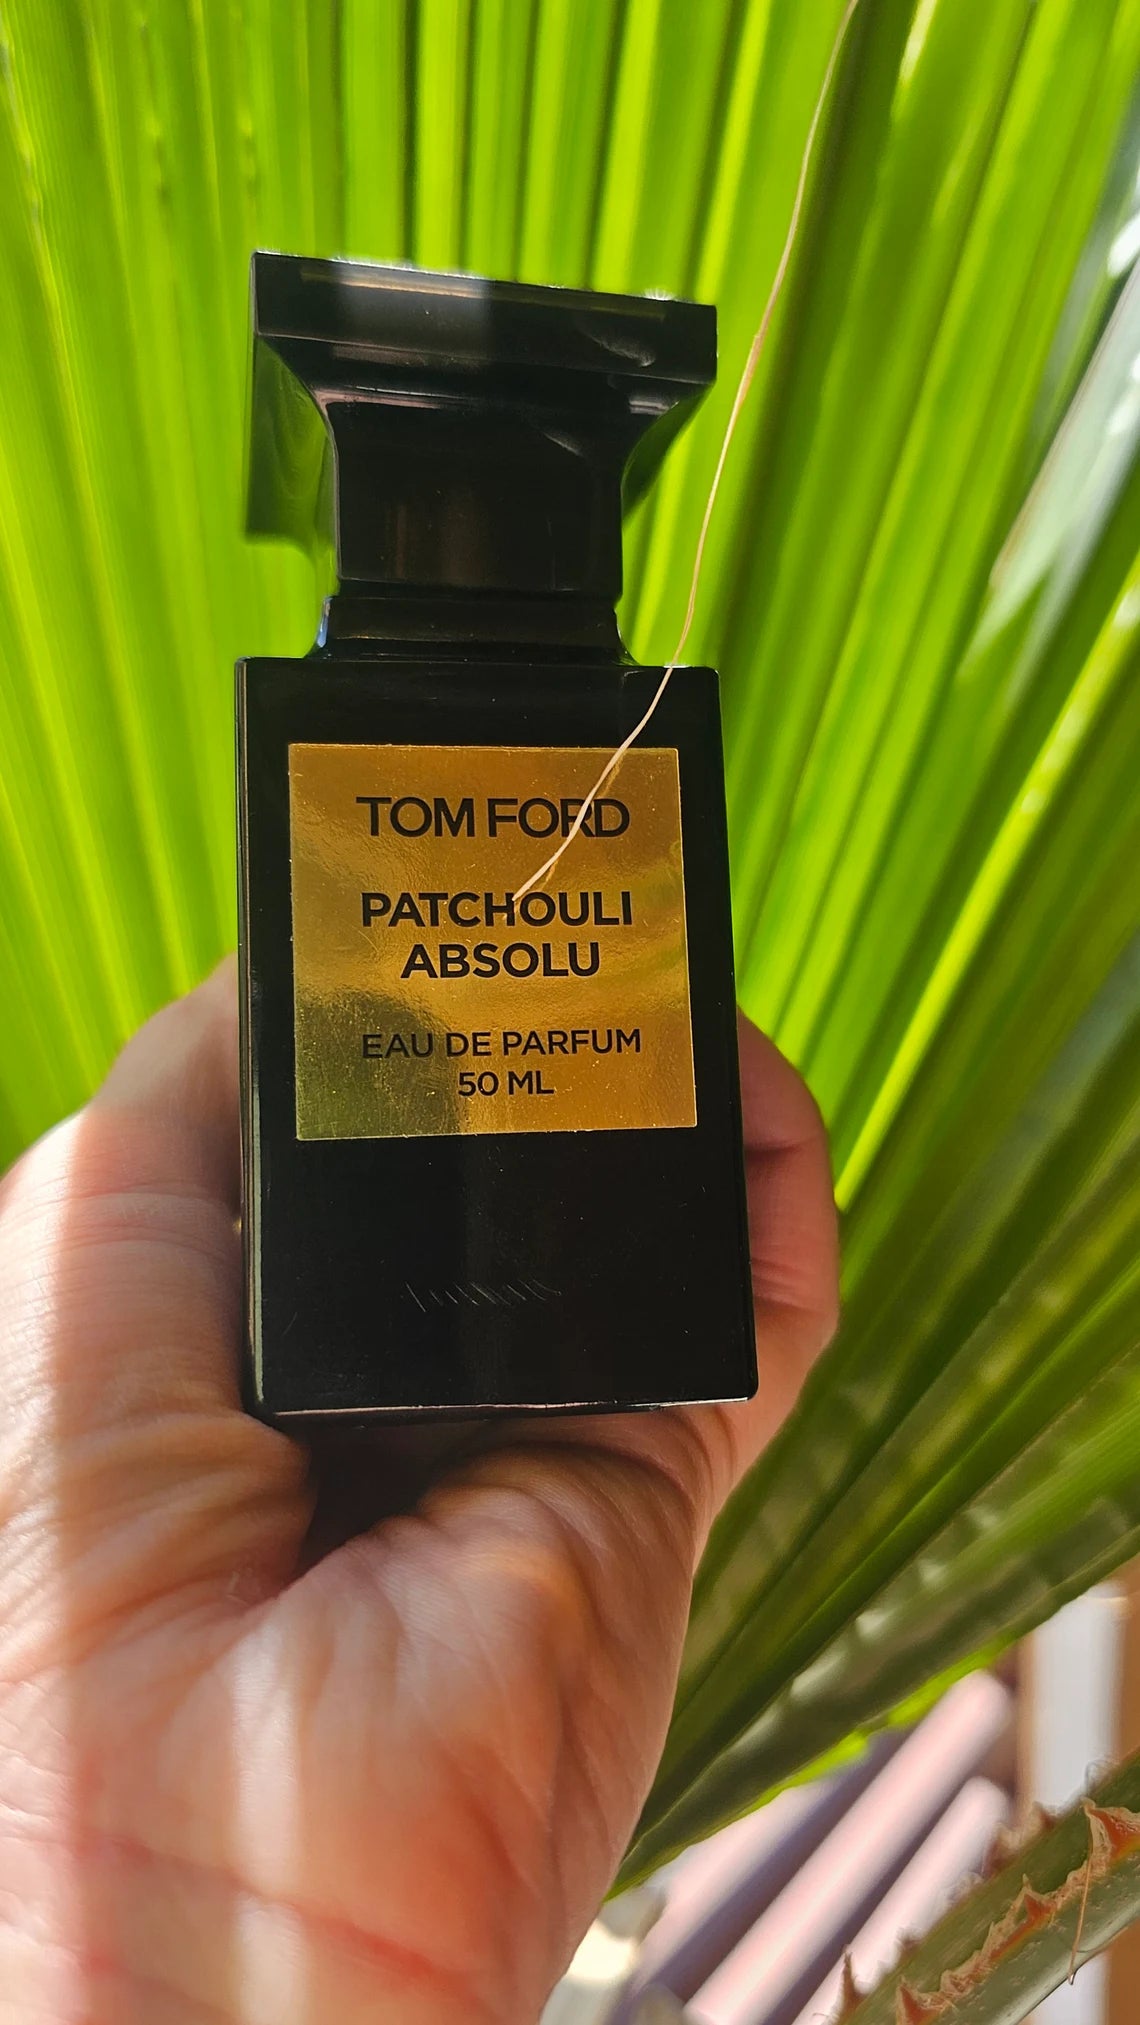 TOM FORD
PATCHOULI
ABSOLU
EAU DE PARFUM
50 ML